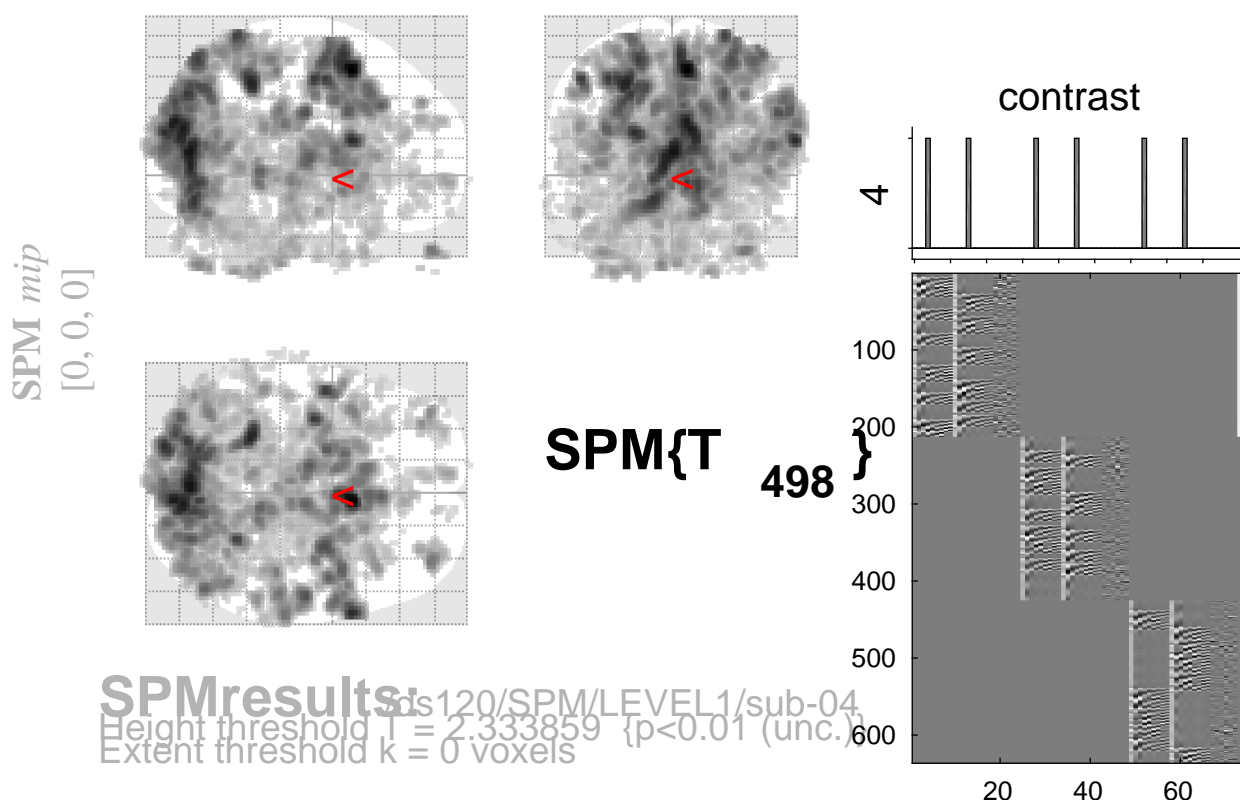 SPM mip
[0, 0, 0]
<
<
<
SPM{T498}
contrast
4
100
200
300
400
500
600
20 40 60
SPMresults: /ds120/SPM/LEVEL1/sub-04
Height threshold T = 2.333859 {p<0.01 (unc.)}
Extent threshold k = 0 voxels